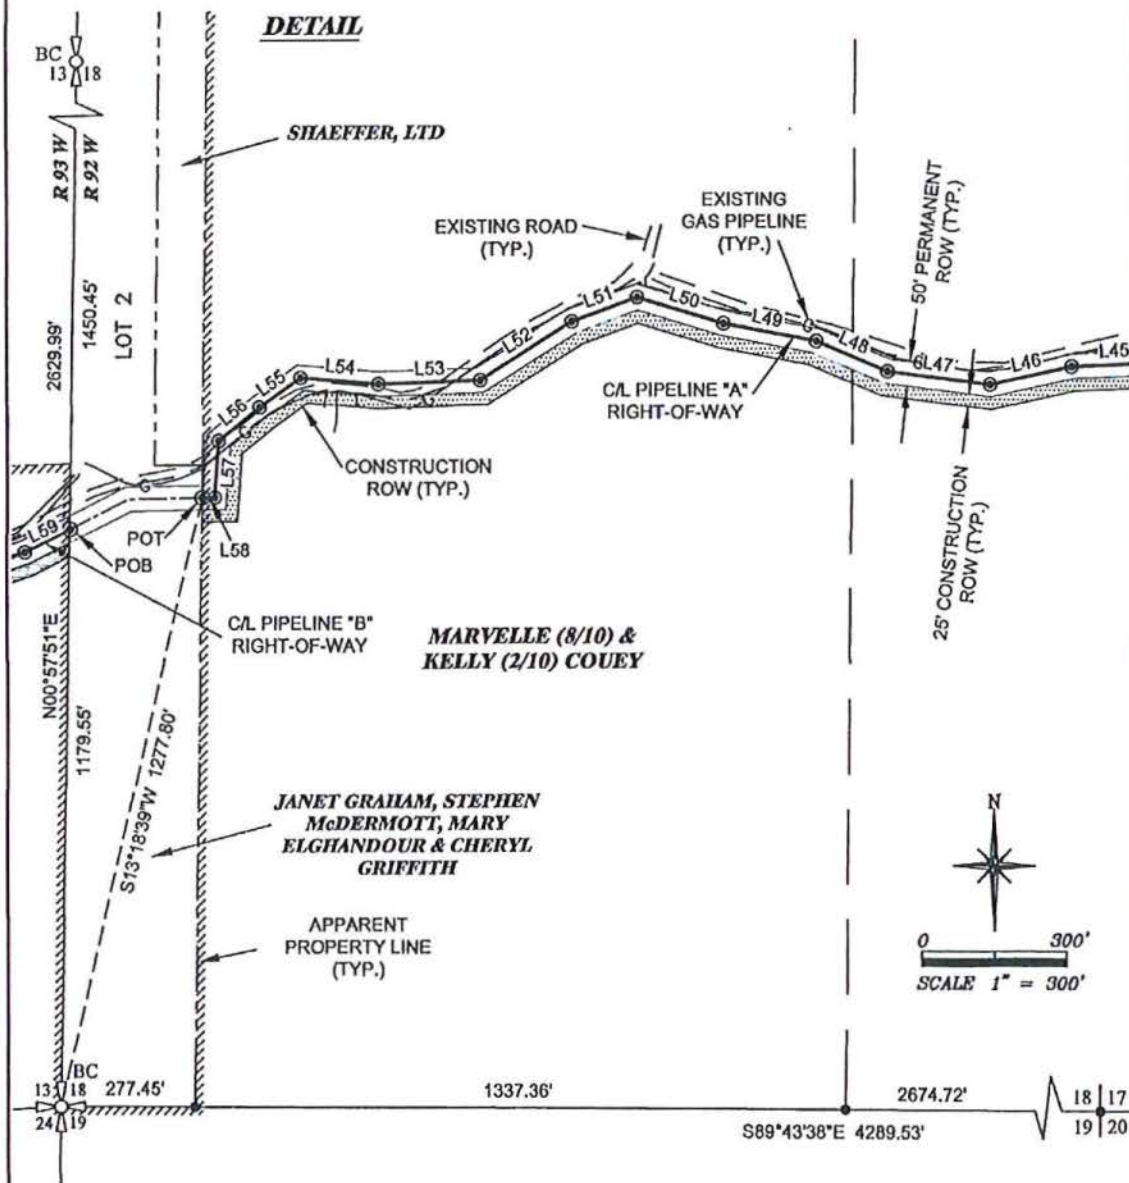 DETAIL
BC
13 18
SHAEFFER, LTD
R 93 W
R 92 W
2629.99'
1450.45'
LOT 2
EXISTING ROAD
(TYP.)
EXISTING
GAS PIPELINE
(TYP.)
50' PERMANENT
ROW (TYP.)
L51
L50
L49
L48
L47
L46
L45
L52
L53
L54
L55
L56
L57
L58
L59
G
G
G
G
C/L PIPELINE "A"
RIGHT-OF-WAY
CONSTRUCTION
ROW (TYP.)
POT
POB
C/L PIPELINE "B"
RIGHT-OF-WAY
25' CONSTRUCTION
ROW (TYP.)
MARVELLE (8/10) &
KELLY (2/10) COUEY
N00°57'51"E
1179.55'
S13°18'39"W 1277.80'
JANET GRAHAM, STEPHEN
McDERMOTT, MARY
ELGHANDOUR & CHERYL
GRIFFITH
APPARENT
PROPERTY LINE
(TYP.)
N
0 300'
SCALE 1" = 300'
BC
13 18
24 19
277.45'
1337.36'
2674.72'
S89°43'38"E 4289.53'
18 17
19 20